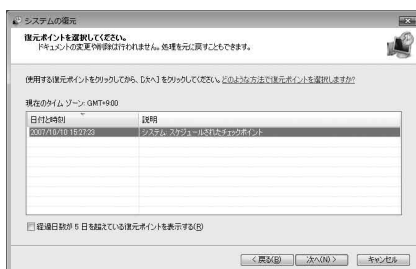 システムの復元
復元ポイントを選択してください。
ドキュメントの変更や削除は行われません。処理を元に戻すこともできます。
使用する復元ポイントをクリックしてから、[次へ] をクリックしてください。どのような方法で復元ポイントを選択しますか?
現在のタイム ゾーン: GMT+9:00
日付と時刻 説明
2007/10/10 15:27:23 システム: スケジュールされたチェックポイント
経過日数が 5 日を超えている復元ポイントを表示する(R)
< 戻る(B) 次へ(N) > キャンセル